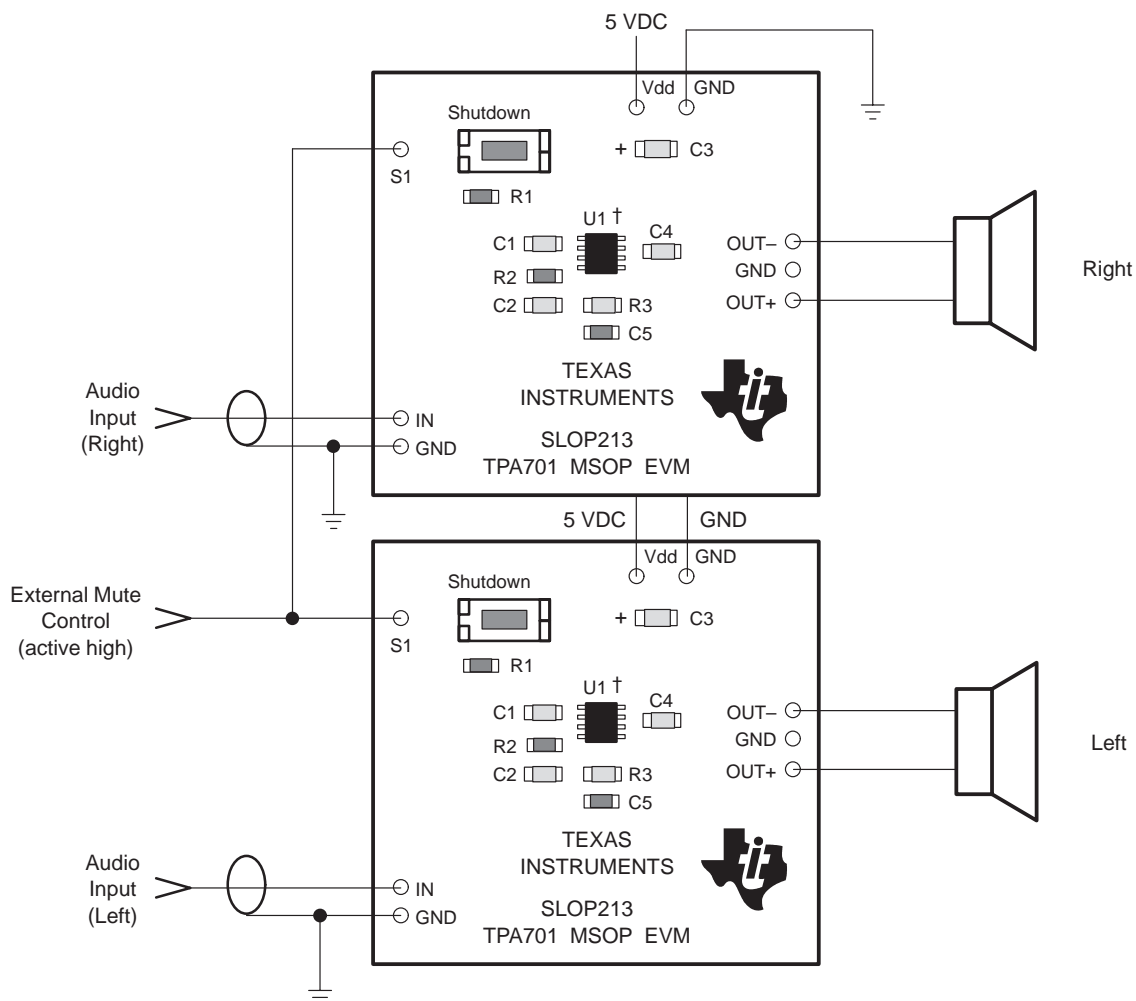 5 VDC
Vdd GND
Shutdown
+ C3
S1
R1
U1 †
C1
C4
OUT–
R2
GND
Right
C2
R3
OUT+
C5
TEXAS
INSTRUMENTS
ti
Audio
Input
(Right)
IN
GND
SLOP213
TPA701 MSOP EVM
5 VDC
GND
Vdd GND
External Mute
Control
(active high)
Shutdown
+ C3
S1
R1
U1 †
C1
C4
OUT–
R2
GND
Left
C2
R3
OUT+
C5
TEXAS
INSTRUMENTS
ti
Audio
Input
(Left)
IN
GND
SLOP213
TPA701 MSOP EVM